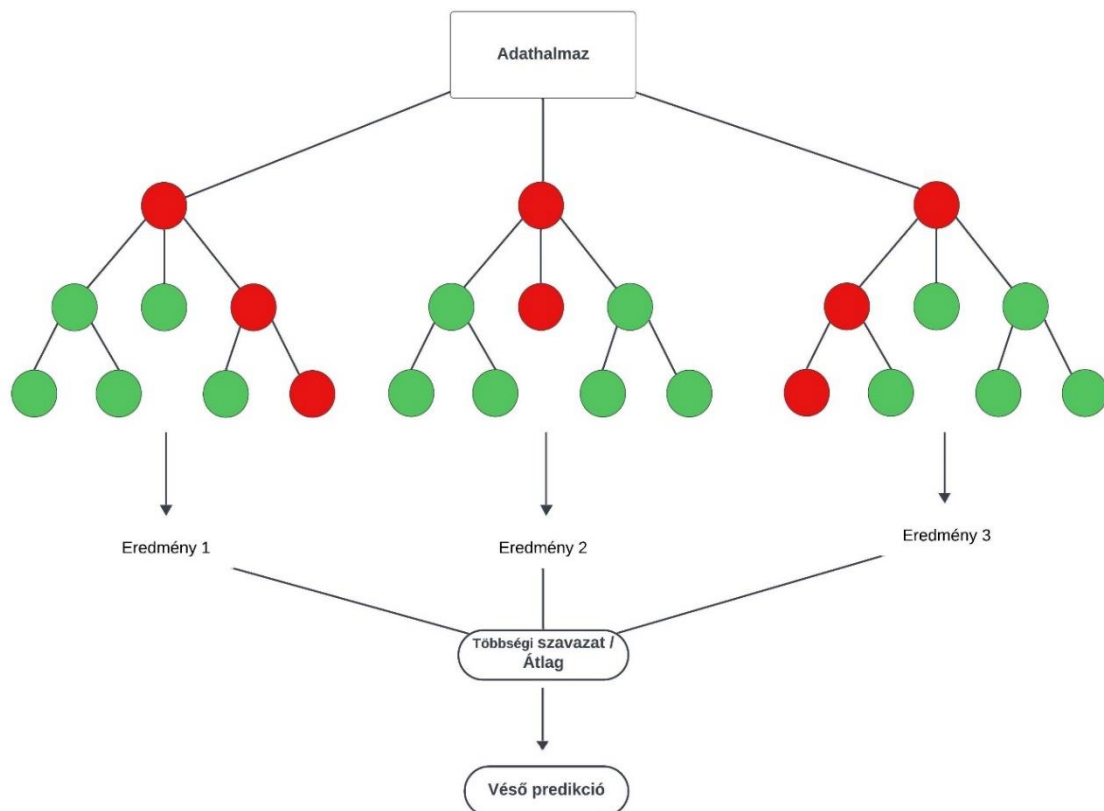 Adathalmaz
Eredmény 1
Eredmény 2
Eredmény 3
Többségi szavazat /
Átlag
Véső predikció